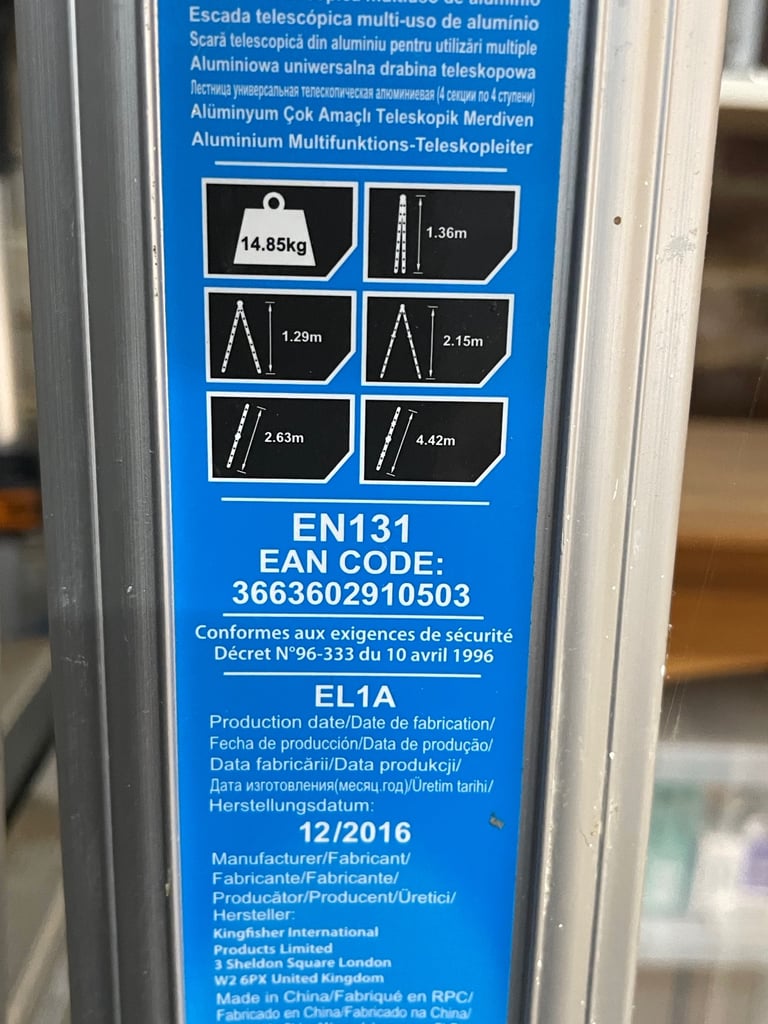 Escada telescópica multi-uso de alumínio
Scară telescopică din aluminiu pentru utilizări multiple
Aluminiowa uniwersalna drabina teleskopowa
Лестница универсальная телескопическая алюминиевая (4 секции по 4 ступени)
Alüminyum Çok Amaçlı Teleskopik Merdiven
Aluminium Multifunktions-Teleskopleiter
14.85kg
1.36m
1.29m
2.15m
2.63m
4.42m
EN131
EAN CODE:
3663602910503
Conformes aux exigences de sécurité
Décret N°96-333 du 10 avril 1996
EL1A
Production date/Date de fabrication/
Fecha de producción/Data de produção/
Data fabricării/Data produkcji/
Дата изготовления(месяц.год)/Üretim tarihi/
Herstellungsdatum:
12/2016
Manufacturer/Fabricant/
Fabricante/Fabricante/
Producător/Producent/Üretici/
Hersteller:
Kingfisher International
Products Limited
3 Sheldon Square London
W2 6PX United Kingdom
Made in China/Fabriqué en RPC/
Fabricado en China/Fabricado na China/